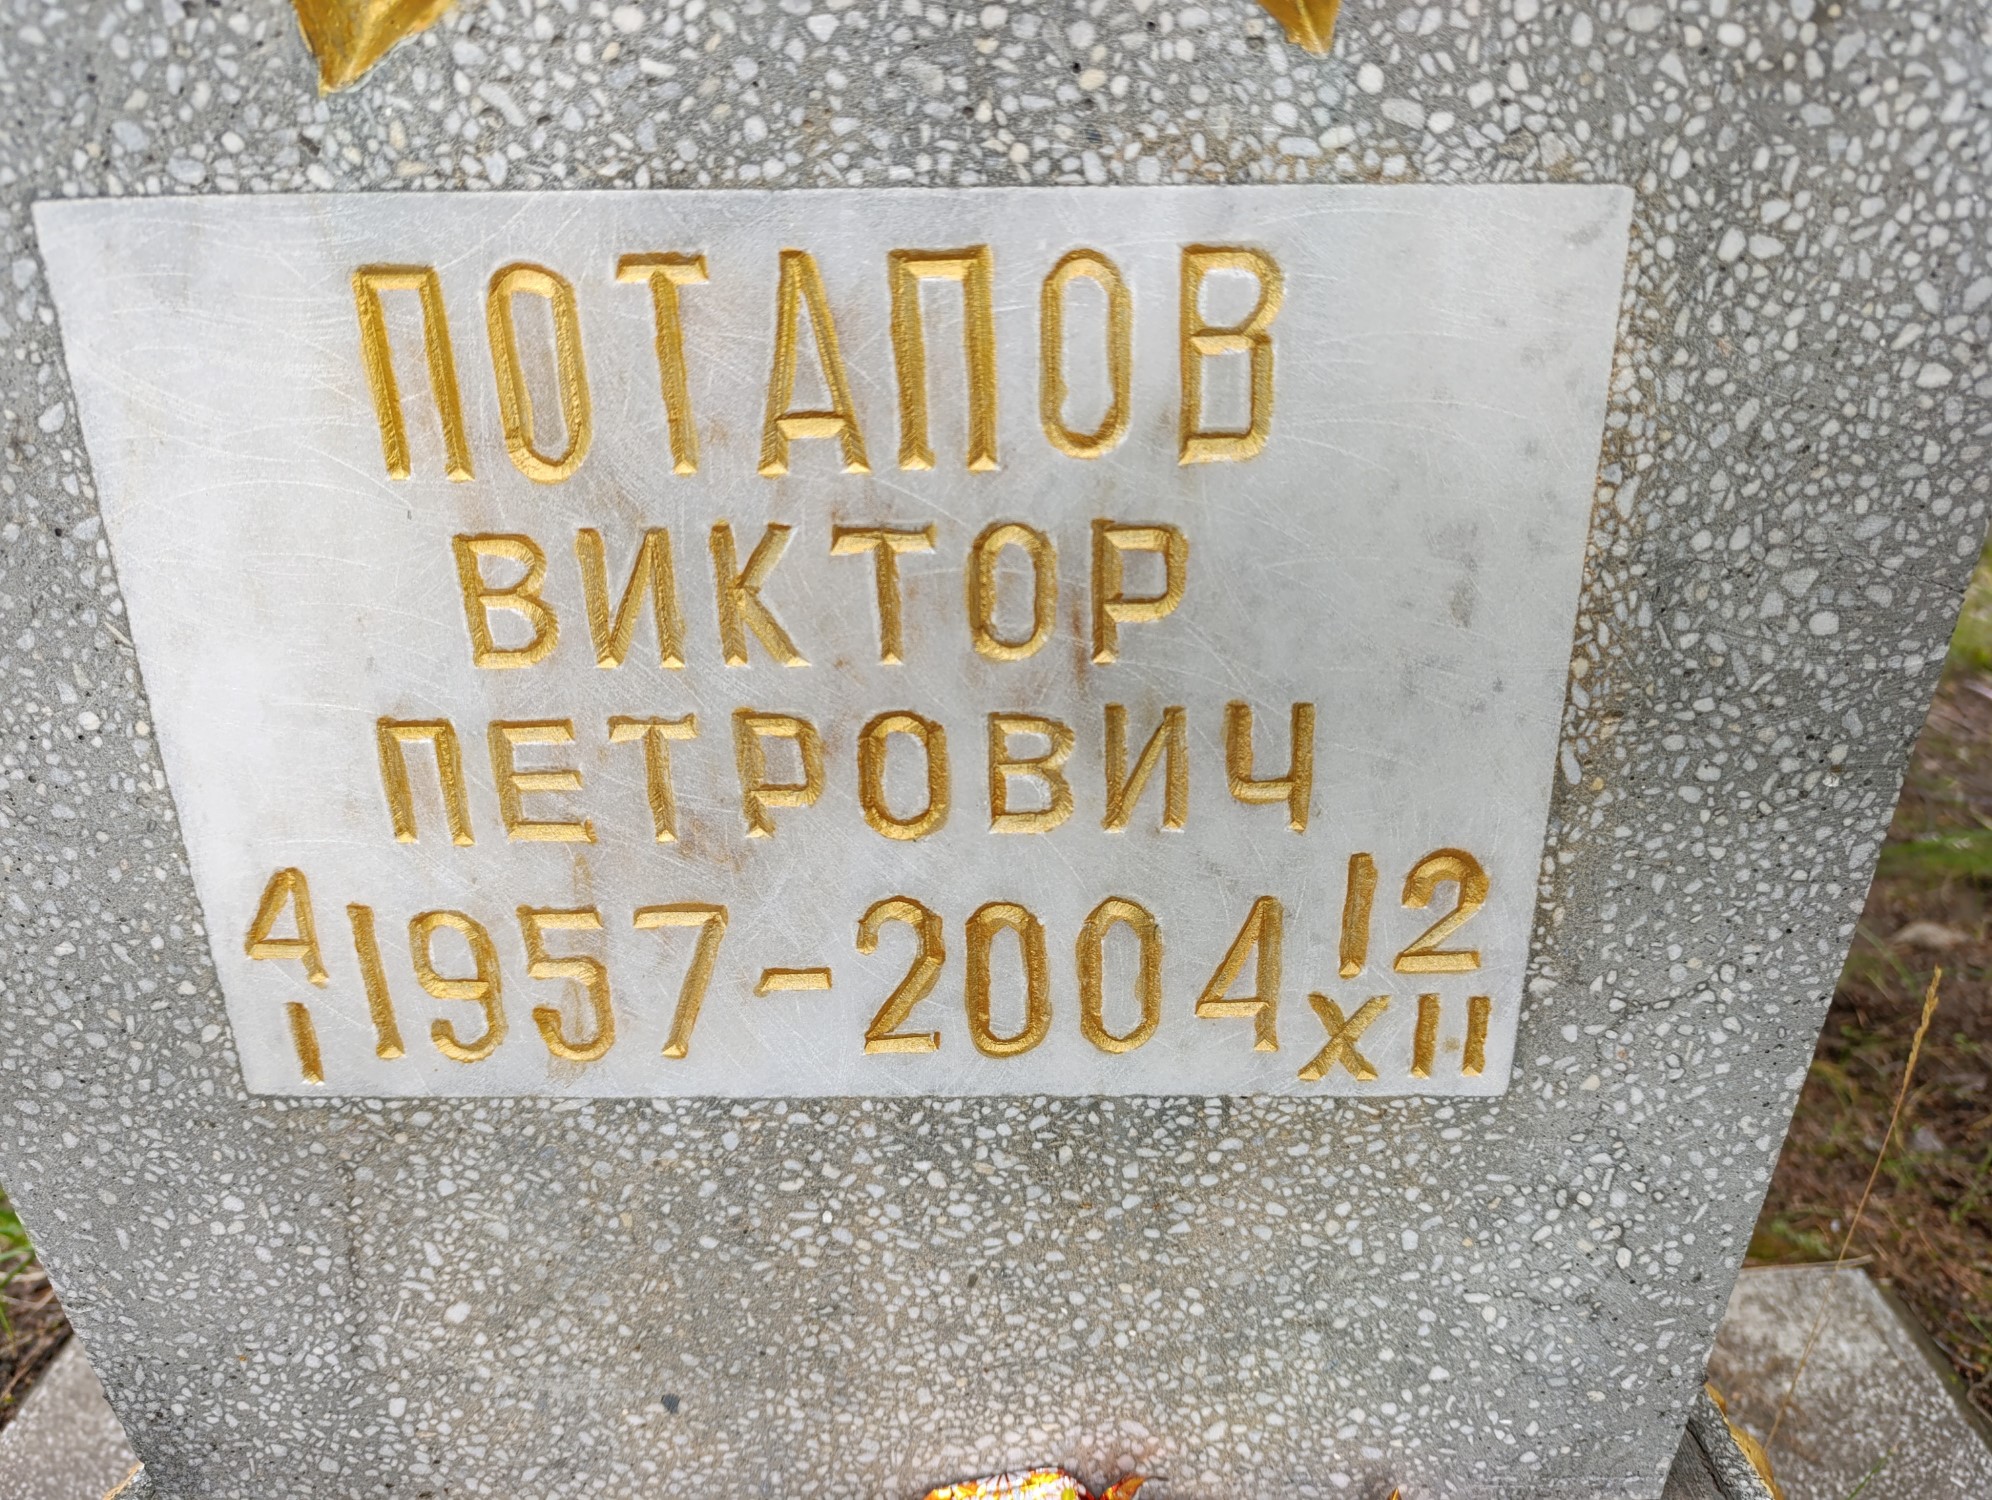 ПОТАПОВ
ВИКТОР
ПЕТРОВИЧ
4 1957-2004 12
I XII